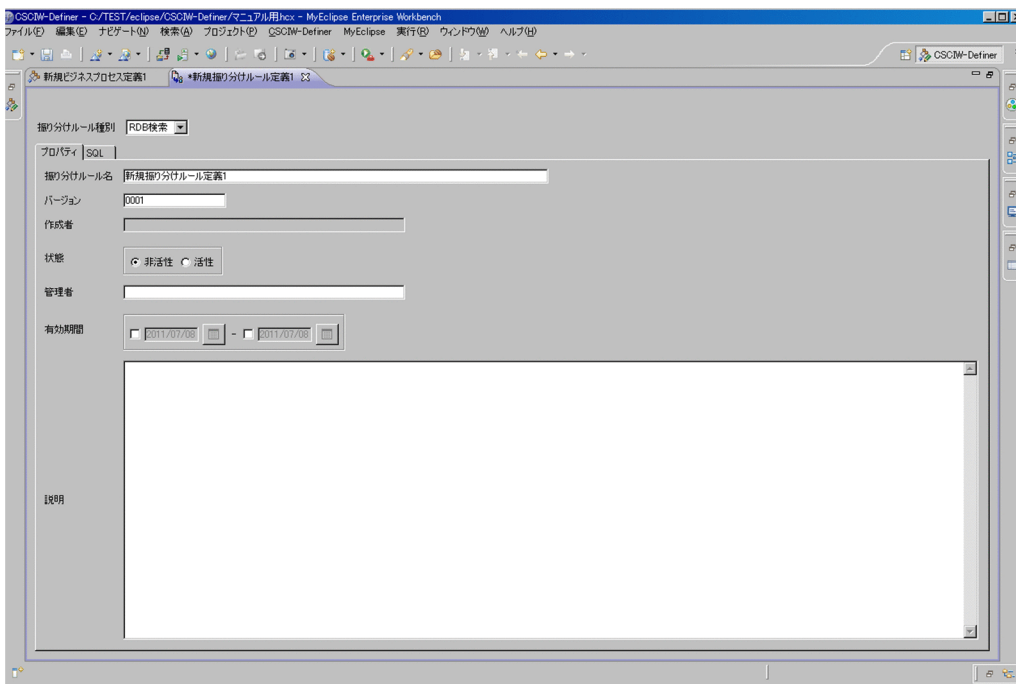 CSCIW-Definer - C:/TEST/eclipse/CSCIW-Definer/マニュアル用.hcx - MyEclipse Enterprise Workbench
ファイル(F) 編集(E) ナビゲート(N) 検索(A) プロジェクト(P) CSCIW-Definer MyEclipse 実行(R) ウィンドウ(W) ヘルプ(H)
CSCIW-Definer
新規ビジネスプロセス定義1 *新規振り分けルール定義1
振り分けルール種別 RDB検索
プロパティ SQL
振り分けルール名 新規振り分けルール定義1
バージョン 0001
作成者
状態 非活性 活性
管理者
有効期間 2011/07/08 - 2011/07/08
説明